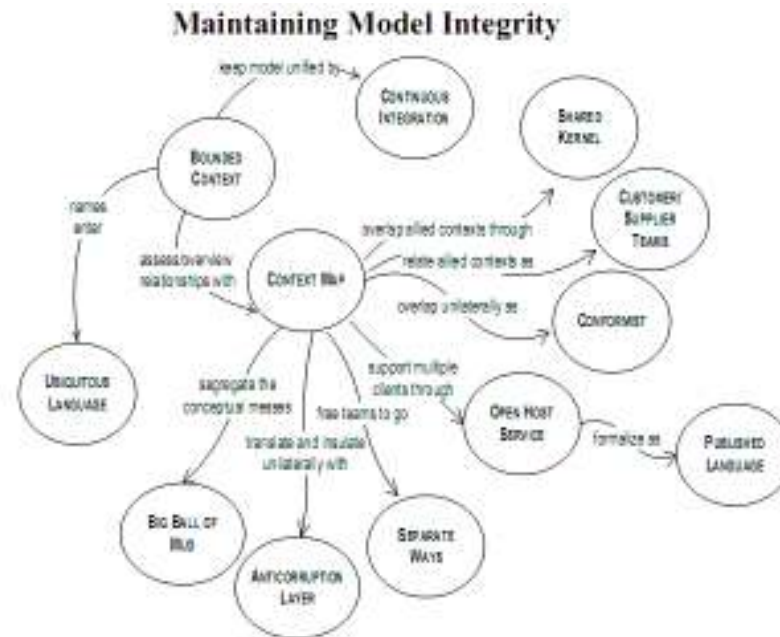 Maintaining Model Integrity
keep model unified by
CONTINUOUS
INTEGRATION
SHARED
KERNEL
BOUNDED
CONTEXT
names
enter
CUSTOMER/
SUPPLIER
TEAMS
overlap allied contexts through
assess/overview
relationships with
CONTEXT MAP
relate allied contexts as
overlap unilaterally as
CONFORMIST
UBIQUITOUS
LANGUAGE
segregate the
conceptual messes
support multiple
clients through
free teams to go
OPEN HOST
SERVICE
formalize as
PUBLISHED
LANGUAGE
translate and insulate
unilaterally with
BIG BALL OF
MUD
SEPARATE
WAYS
ANTICORRUPTION
LAYER